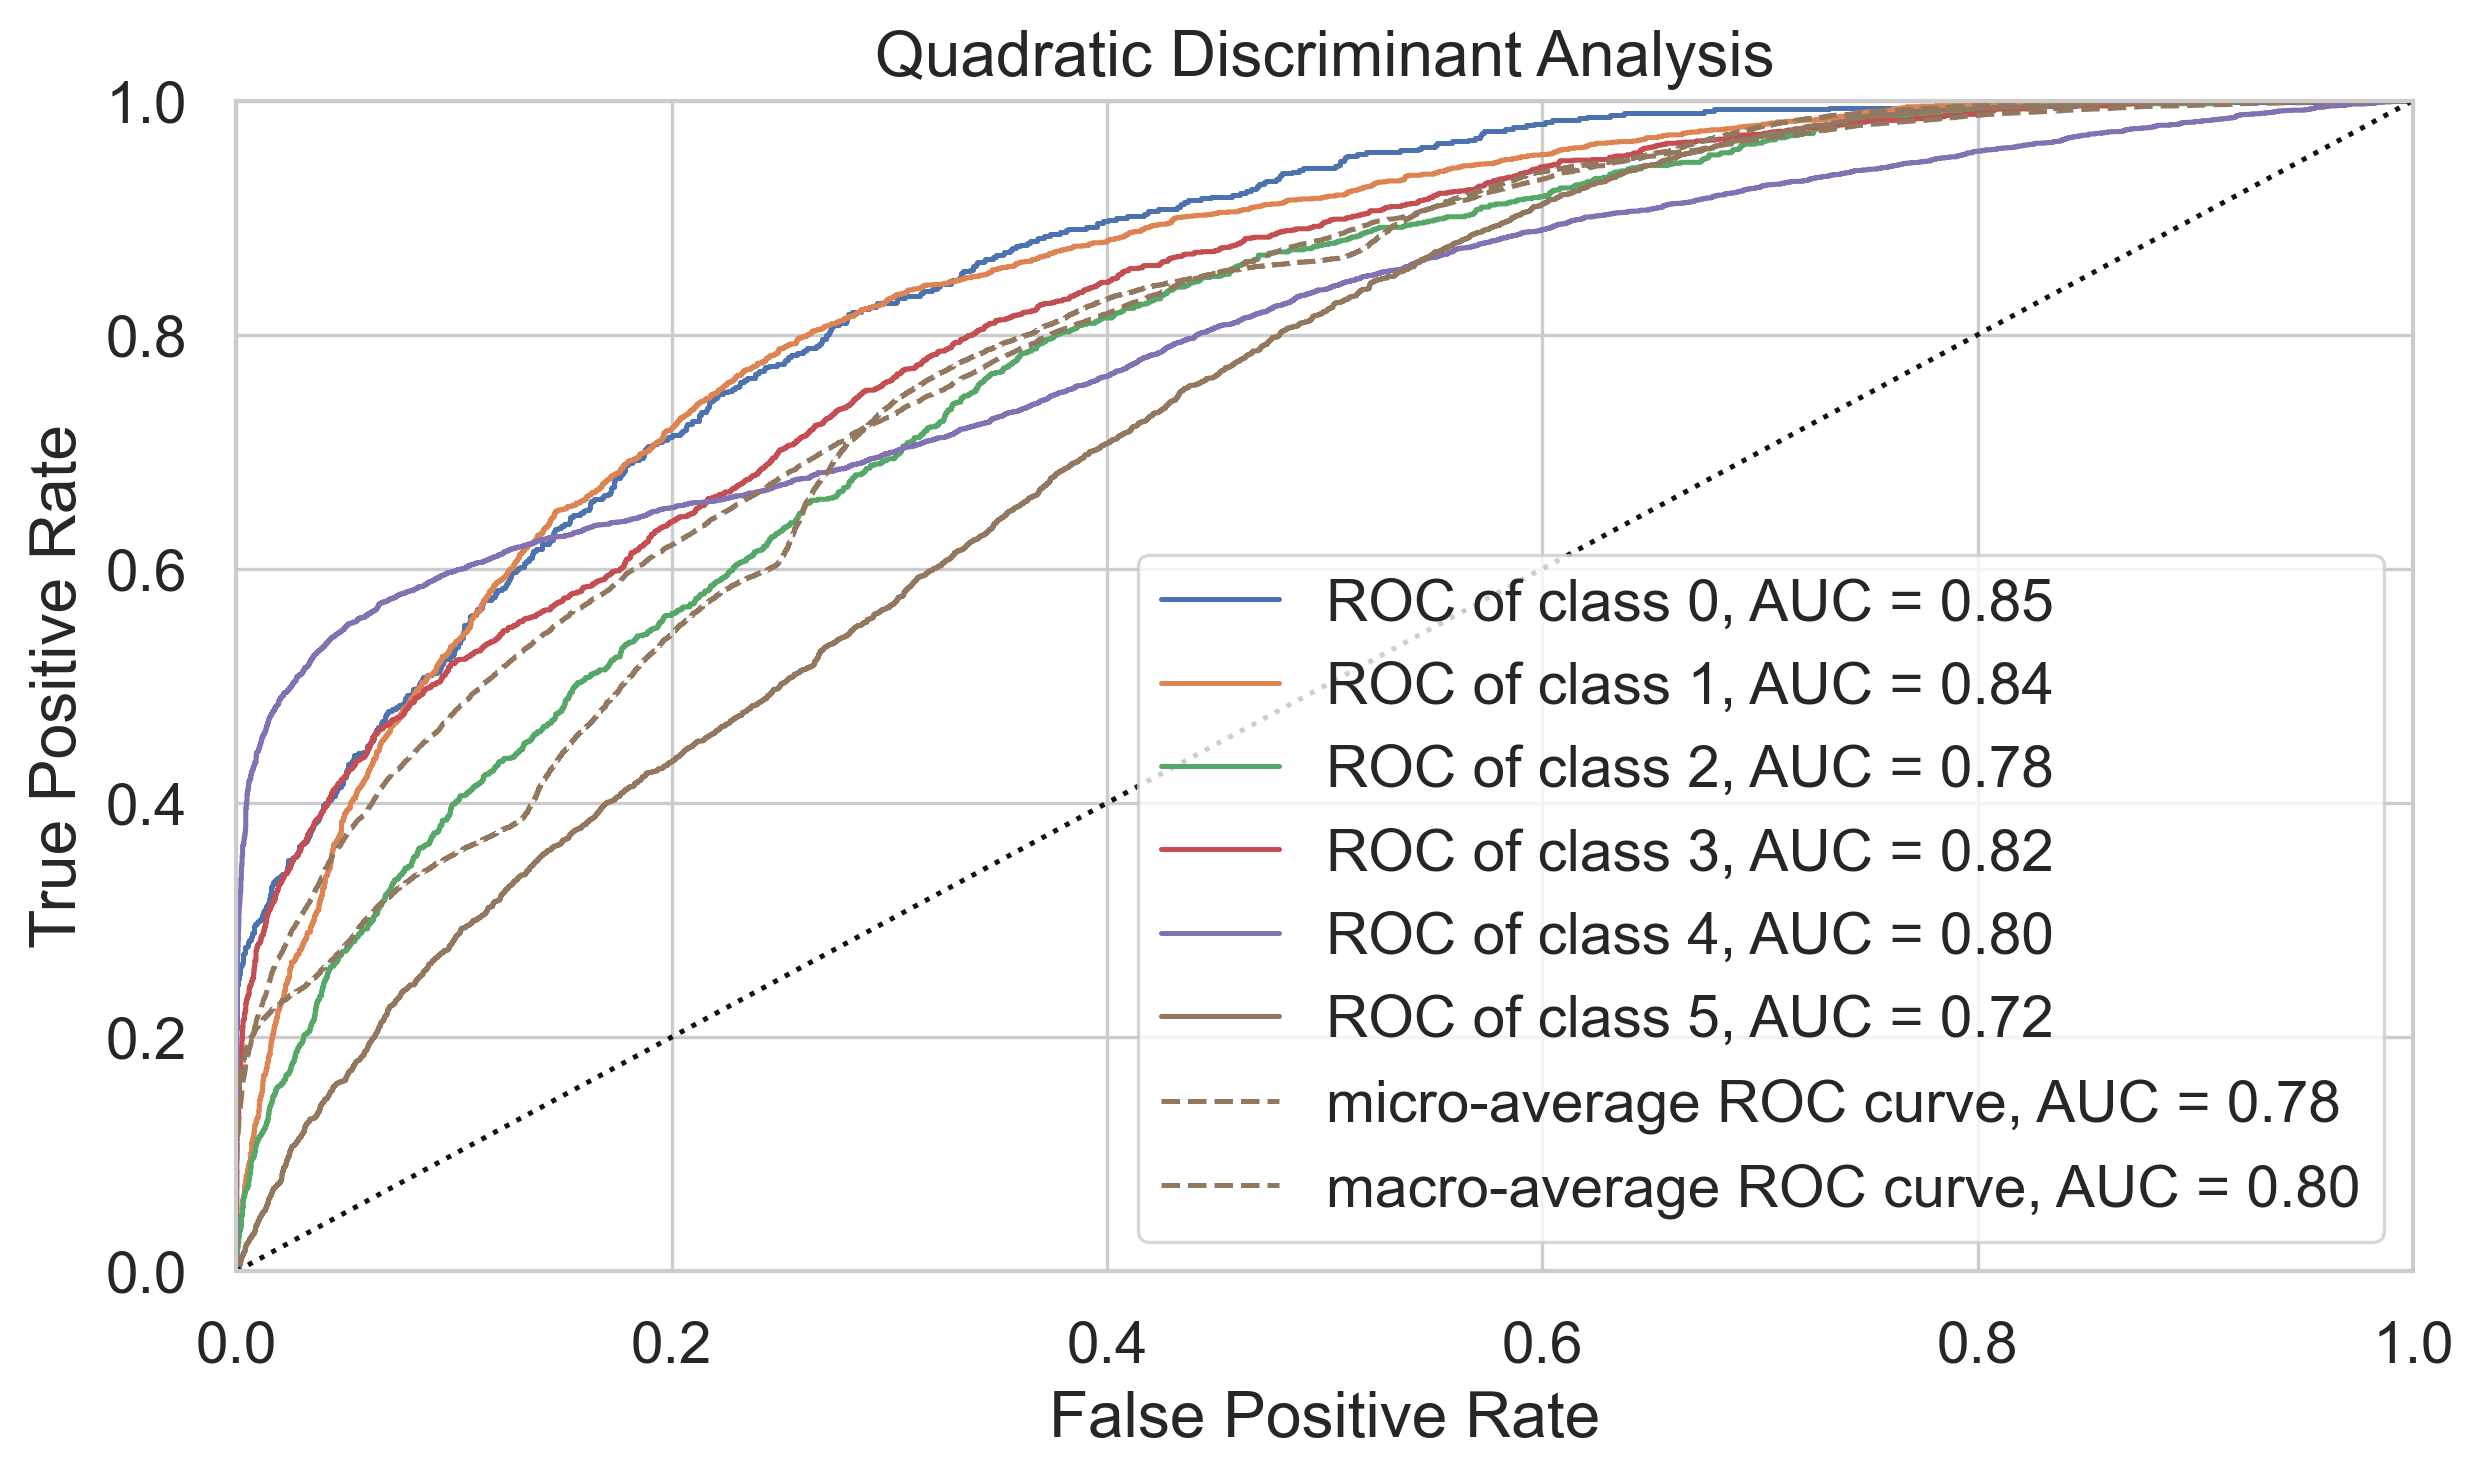 Quadratic Discriminant Analysis
1.0
0.8
0.6
0.4
0.2
0.0
True Positive Rate
ROC of class 0, AUC = 0.85
ROC of class 1, AUC = 0.84
ROC of class 2, AUC = 0.78
ROC of class 3, AUC = 0.82
ROC of class 4, AUC = 0.80
ROC of class 5, AUC = 0.72
micro-average ROC curve, AUC = 0.78
macro-average ROC curve, AUC = 0.80
0.0 0.2 0.4 0.6 0.8 1.0
False Positive Rate